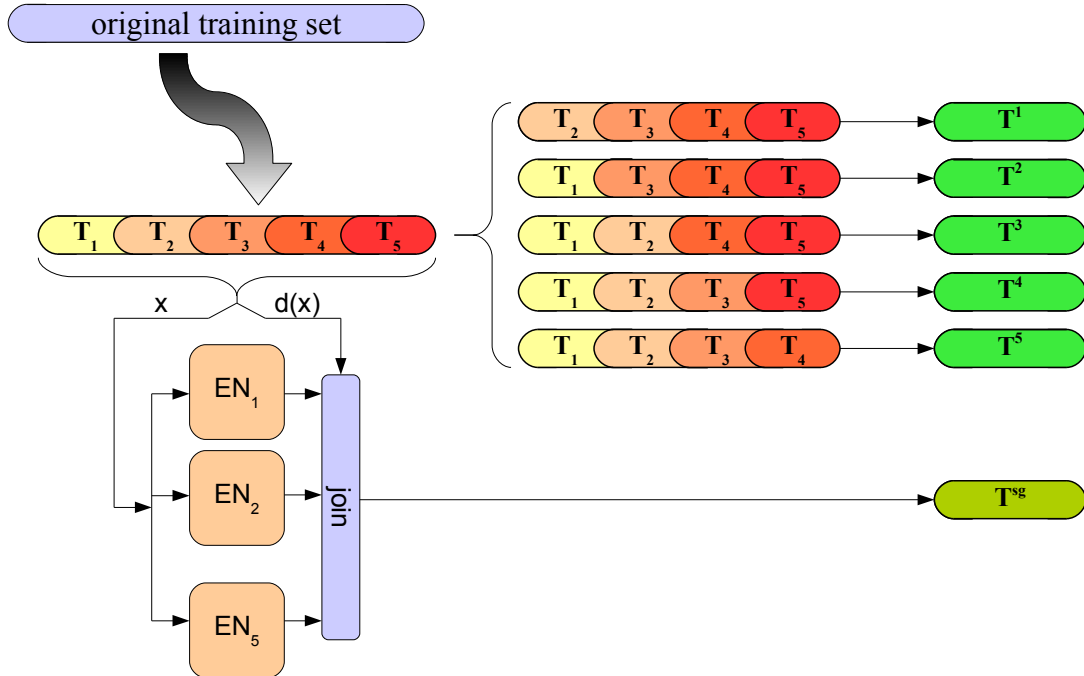 original training set
T₂ T₃ T₄ T₅ T¹
T₁ T₃ T₄ T₅ T²
T₁ T₂ T₃ T₄ T₅ T₁ T₂ T₄ T₅ T³
T₁ T₂ T₃ T₅ T⁴
x d(x)
T₁ T₂ T₃ T₄ T⁵
EN₁
EN₂ join Tˢᵍ
EN₅